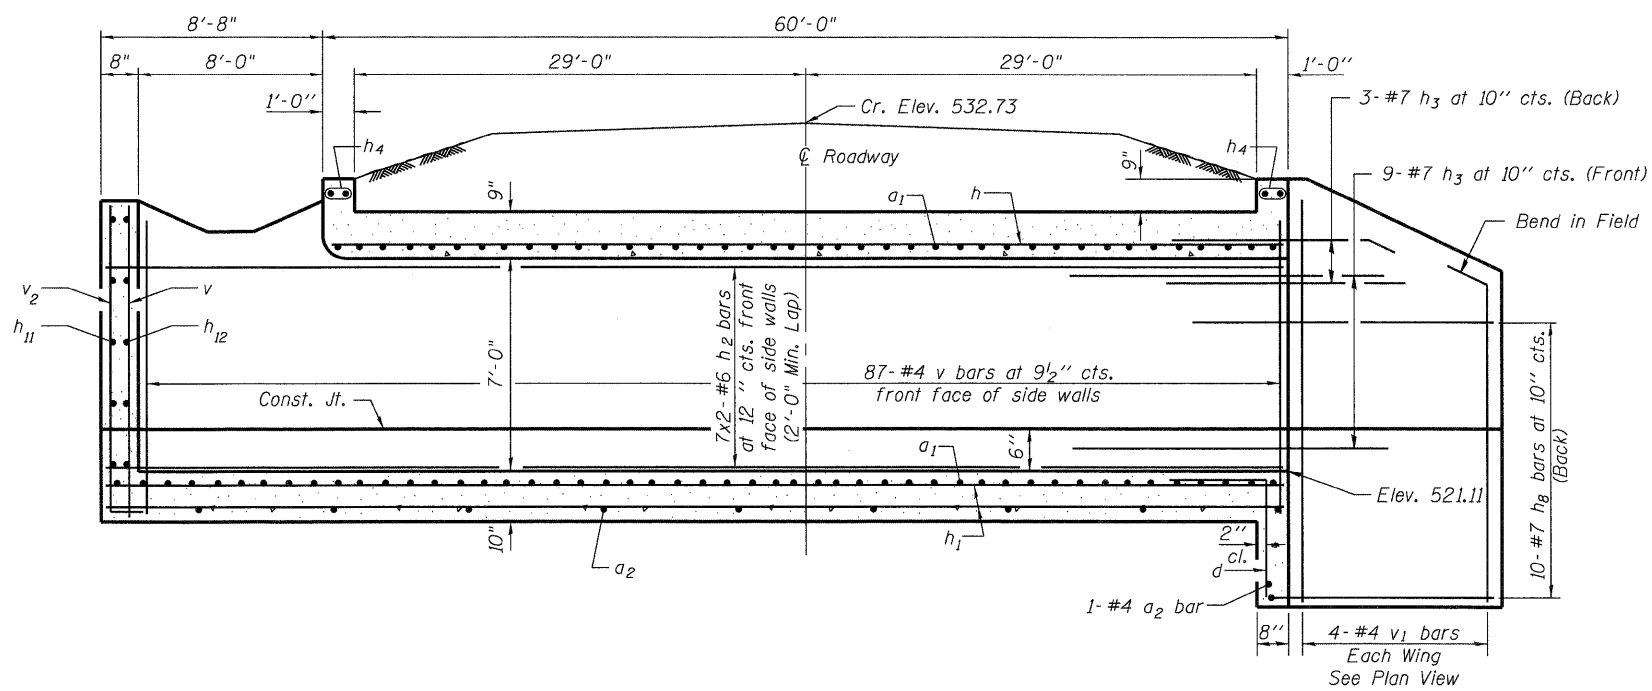 8'-8"
60'-0"
8"
8'-0"
29'-0"
29'-0"
1'-0"
1'-0"
3- #7 h3 at 10" cts. (Back)
Cr. Elev. 532.73
h4
℄ Roadway
h4
9"
9- #7 h3 at 10" cts. (Front)
9"
a1
h
Bend in Field
v2
v
h11
h12
7'-0"
7x2- #6 h2 bars
at 12" cts. front
face of side walls
(2'-0" Min. Lap)
87- #4 v bars at 9½" cts.
front face of side walls
10- #7 h8 bars at 10" cts.
(Back)
Const. Jt.
6"
a1
Elev. 521.11
10"
h1
2"
cl.
a2
d
1- #4 a2 bar
8"
4- #4 v1 bars
Each Wing
See Plan View